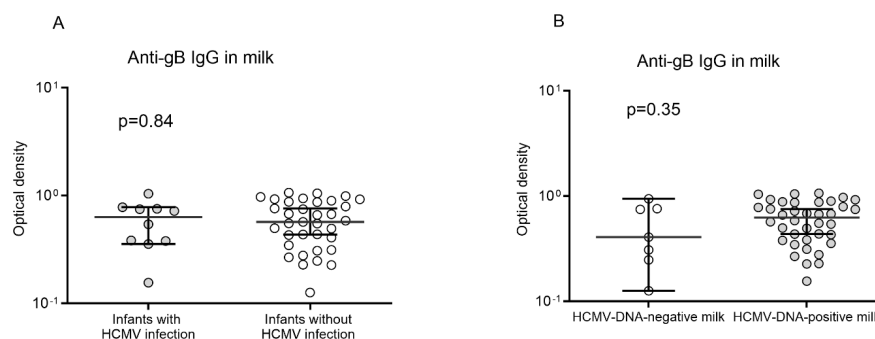 A
Anti-gB IgG in milk
Optical density
10¹
10⁰
10⁻¹
p=0.84
Infants with
HCMV infection
Infants without
HCMV infection
B
Anti-gB IgG in milk
Optical density
10¹
10⁰
10⁻¹
p=0.35
HCMV-DNA-negative milk
HCMV-DNA-positive milk